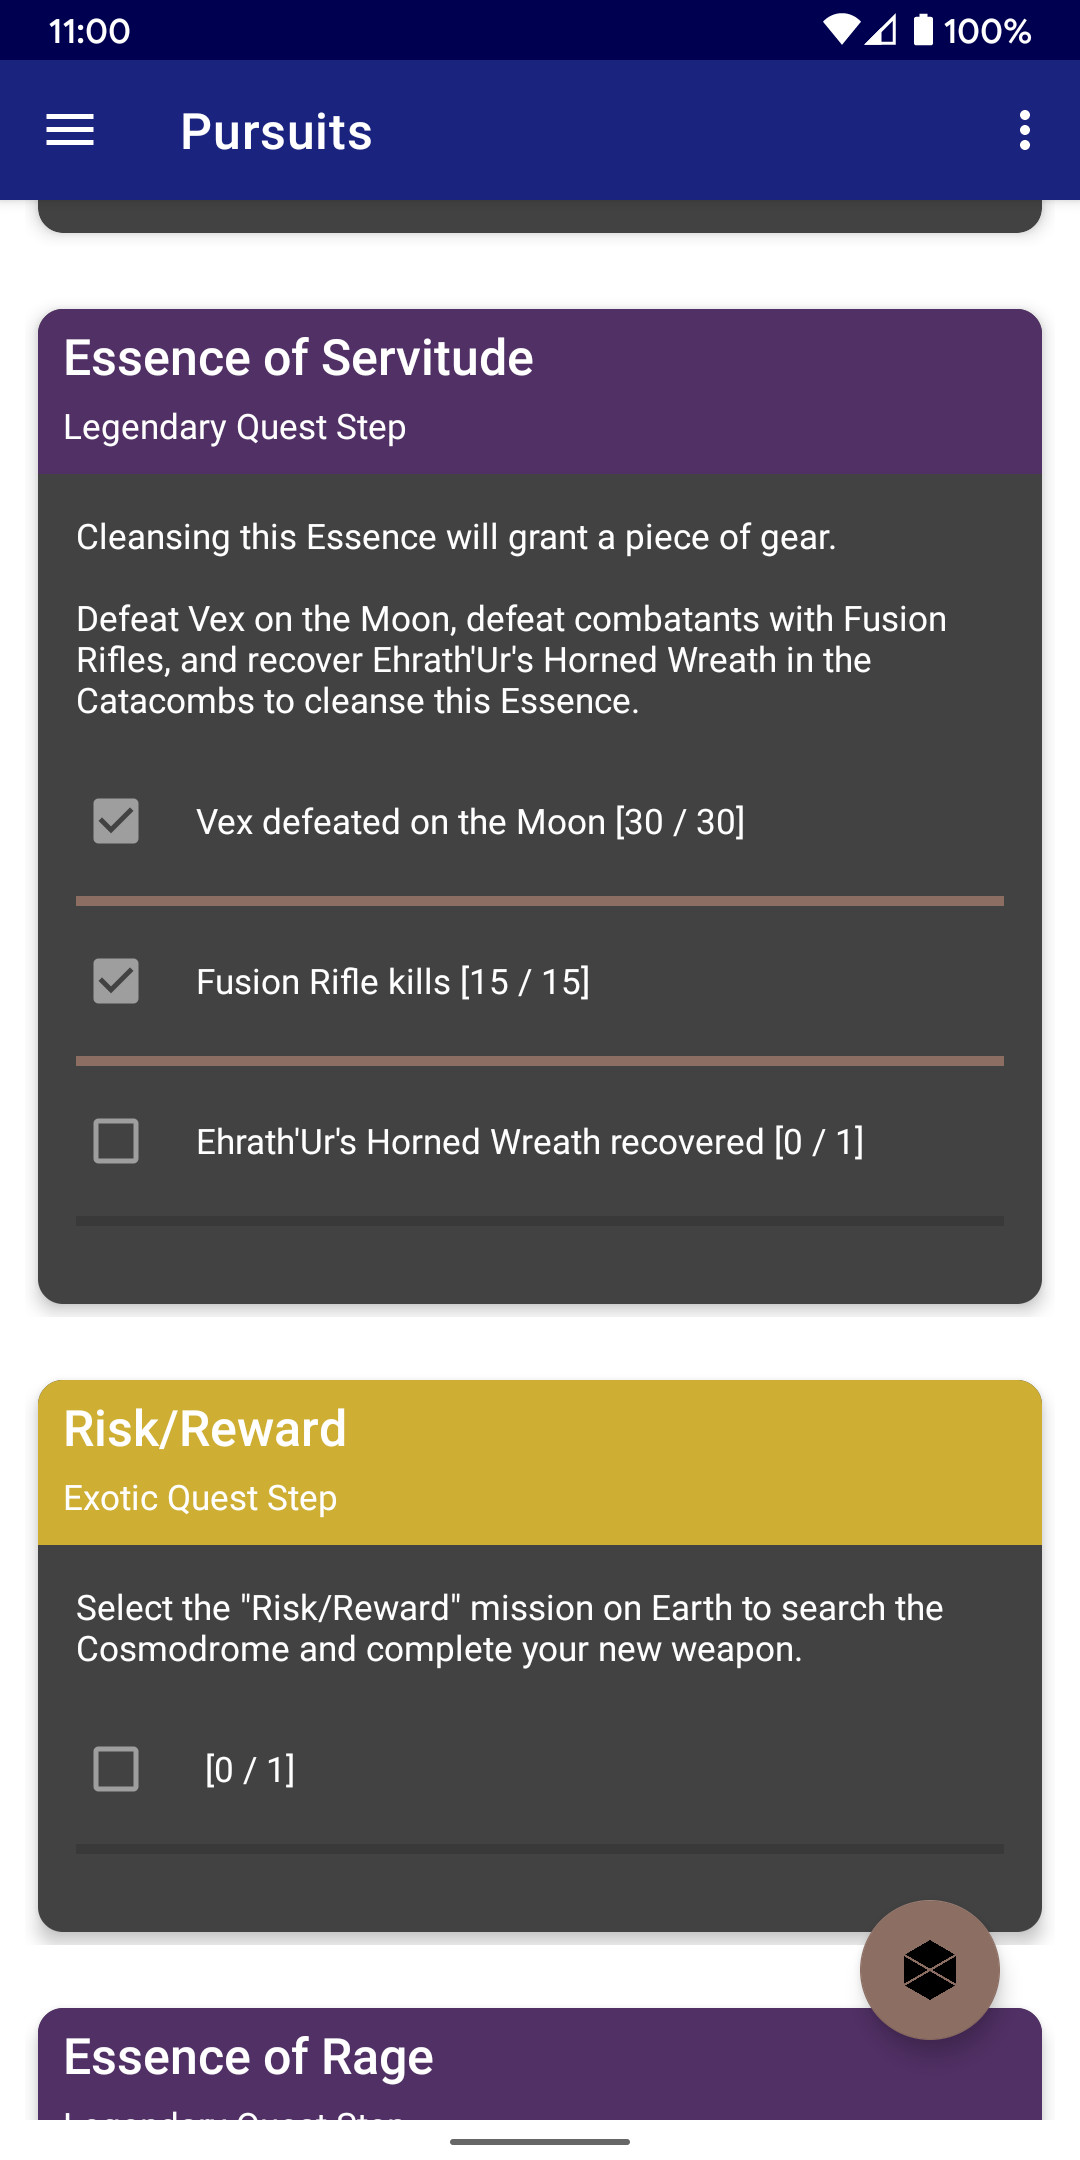 11:00
100%
Pursuits
Essence of Servitude
Legendary Quest Step
Cleansing this Essence will grant a piece of gear.
Defeat Vex on the Moon, defeat combatants with Fusion
Rifles, and recover Ehrath'Ur's Horned Wreath in the
Catacombs to cleanse this Essence.
Vex defeated on the Moon [30 / 30]
Fusion Rifle kills [15 / 15]
Ehrath'Ur's Horned Wreath recovered [0 / 1]
Risk/Reward
Exotic Quest Step
Select the "Risk/Reward" mission on Earth to search the
Cosmodrome and complete your new weapon.
[0 / 1]
Essence of Rage
Legendary Quest Step